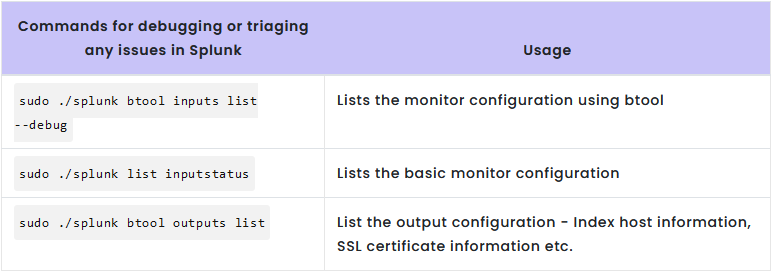 Commands for debugging or triaging
any issues in Splunk
Usage
sudo ./splunk btool inputs list
--debug
Lists the monitor configuration using btool
sudo ./splunk list inputstatus
Lists the basic monitor configuration
sudo ./splunk btool outputs list
List the output configuration - Index host information,
SSL certificate information etc.